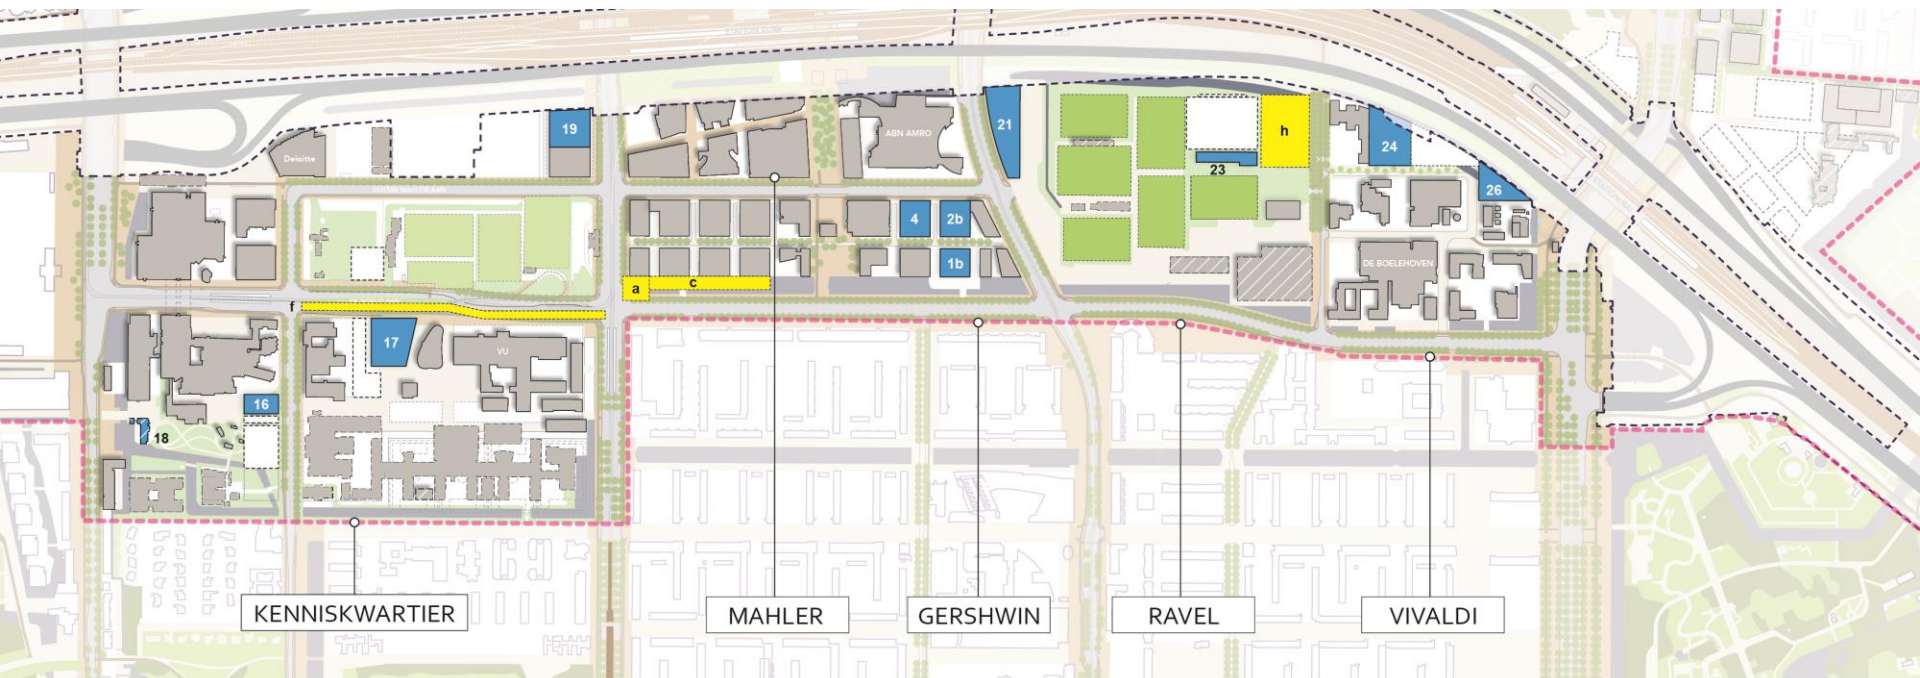 19
21
h
24
ABN AMRO
Deloitte
23
26
4
2b
1b
DE BOELEHOVEN
a
c
f
17
VU
16
18
KENNISKWARTIER
MAHLER
GERSHWIN
RAVEL
VIVALDI